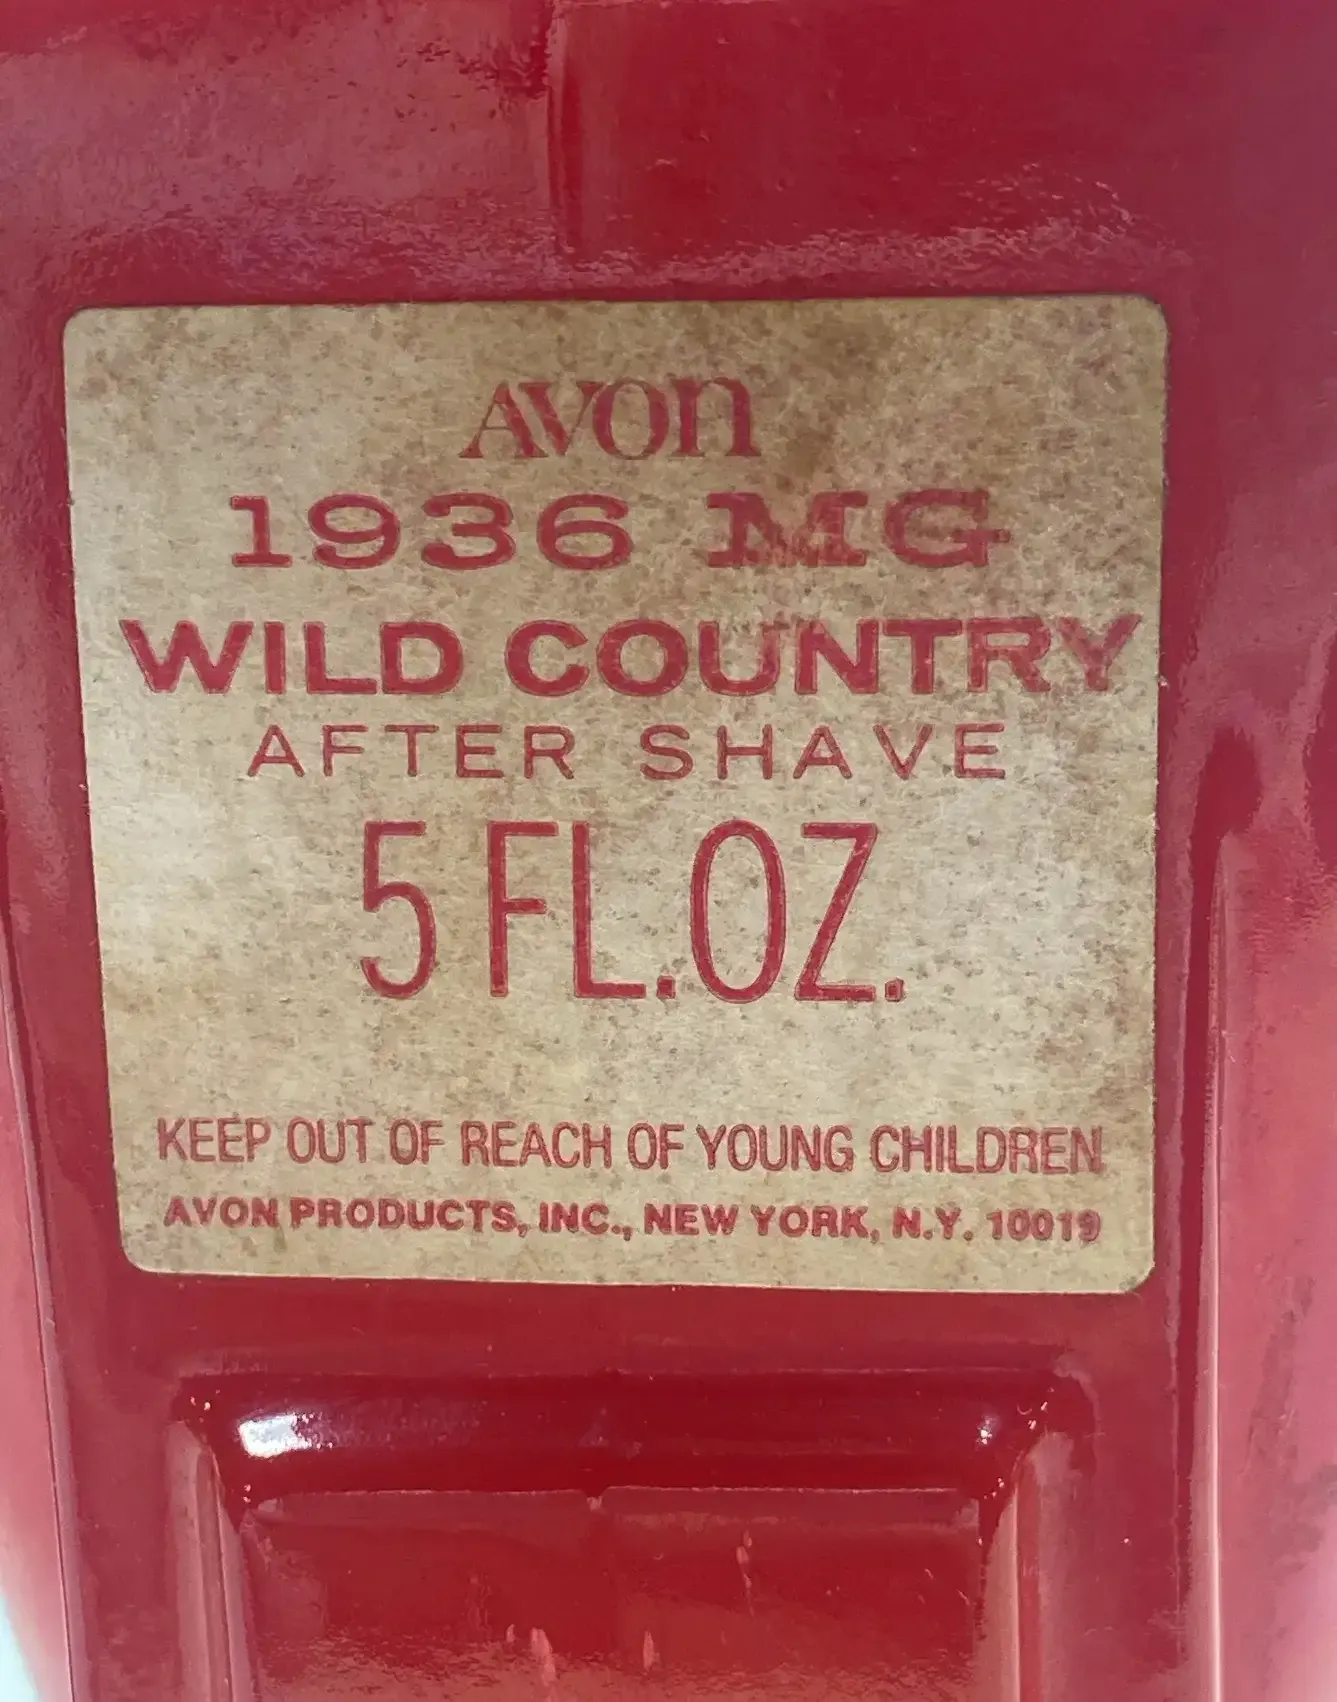 AVON
1936 MG
WILD COUNTRY
AFTER SHAVE
5 FL.OZ.
KEEP OUT OF REACH OF YOUNG CHILDREN
AVON PRODUCTS, INC., NEW YORK, N.Y. 10019